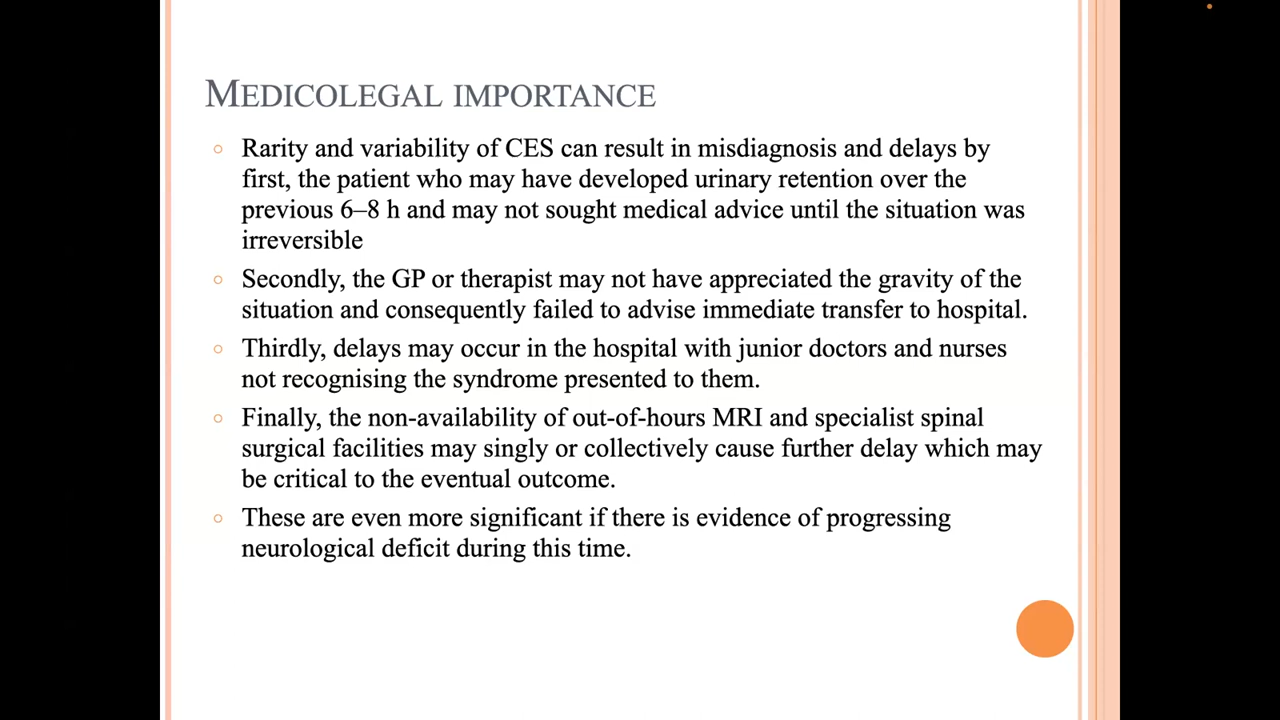 MEDICOLEGAL IMPORTANCE
Rarity and variability of CES can result in misdiagnosis and delays by
first, the patient who may have developed urinary retention over the
previous 6–8 h and may not sought medical advice until the situation was
irreversible
Secondly, the GP or therapist may not have appreciated the gravity of the
situation and consequently failed to advise immediate transfer to hospital.
Thirdly, delays may occur in the hospital with junior doctors and nurses
not recognising the syndrome presented to them.
Finally, the non-availability of out-of-hours MRI and specialist spinal
surgical facilities may singly or collectively cause further delay which may
be critical to the eventual outcome.
These are even more significant if there is evidence of progressing
neurological deficit during this time.